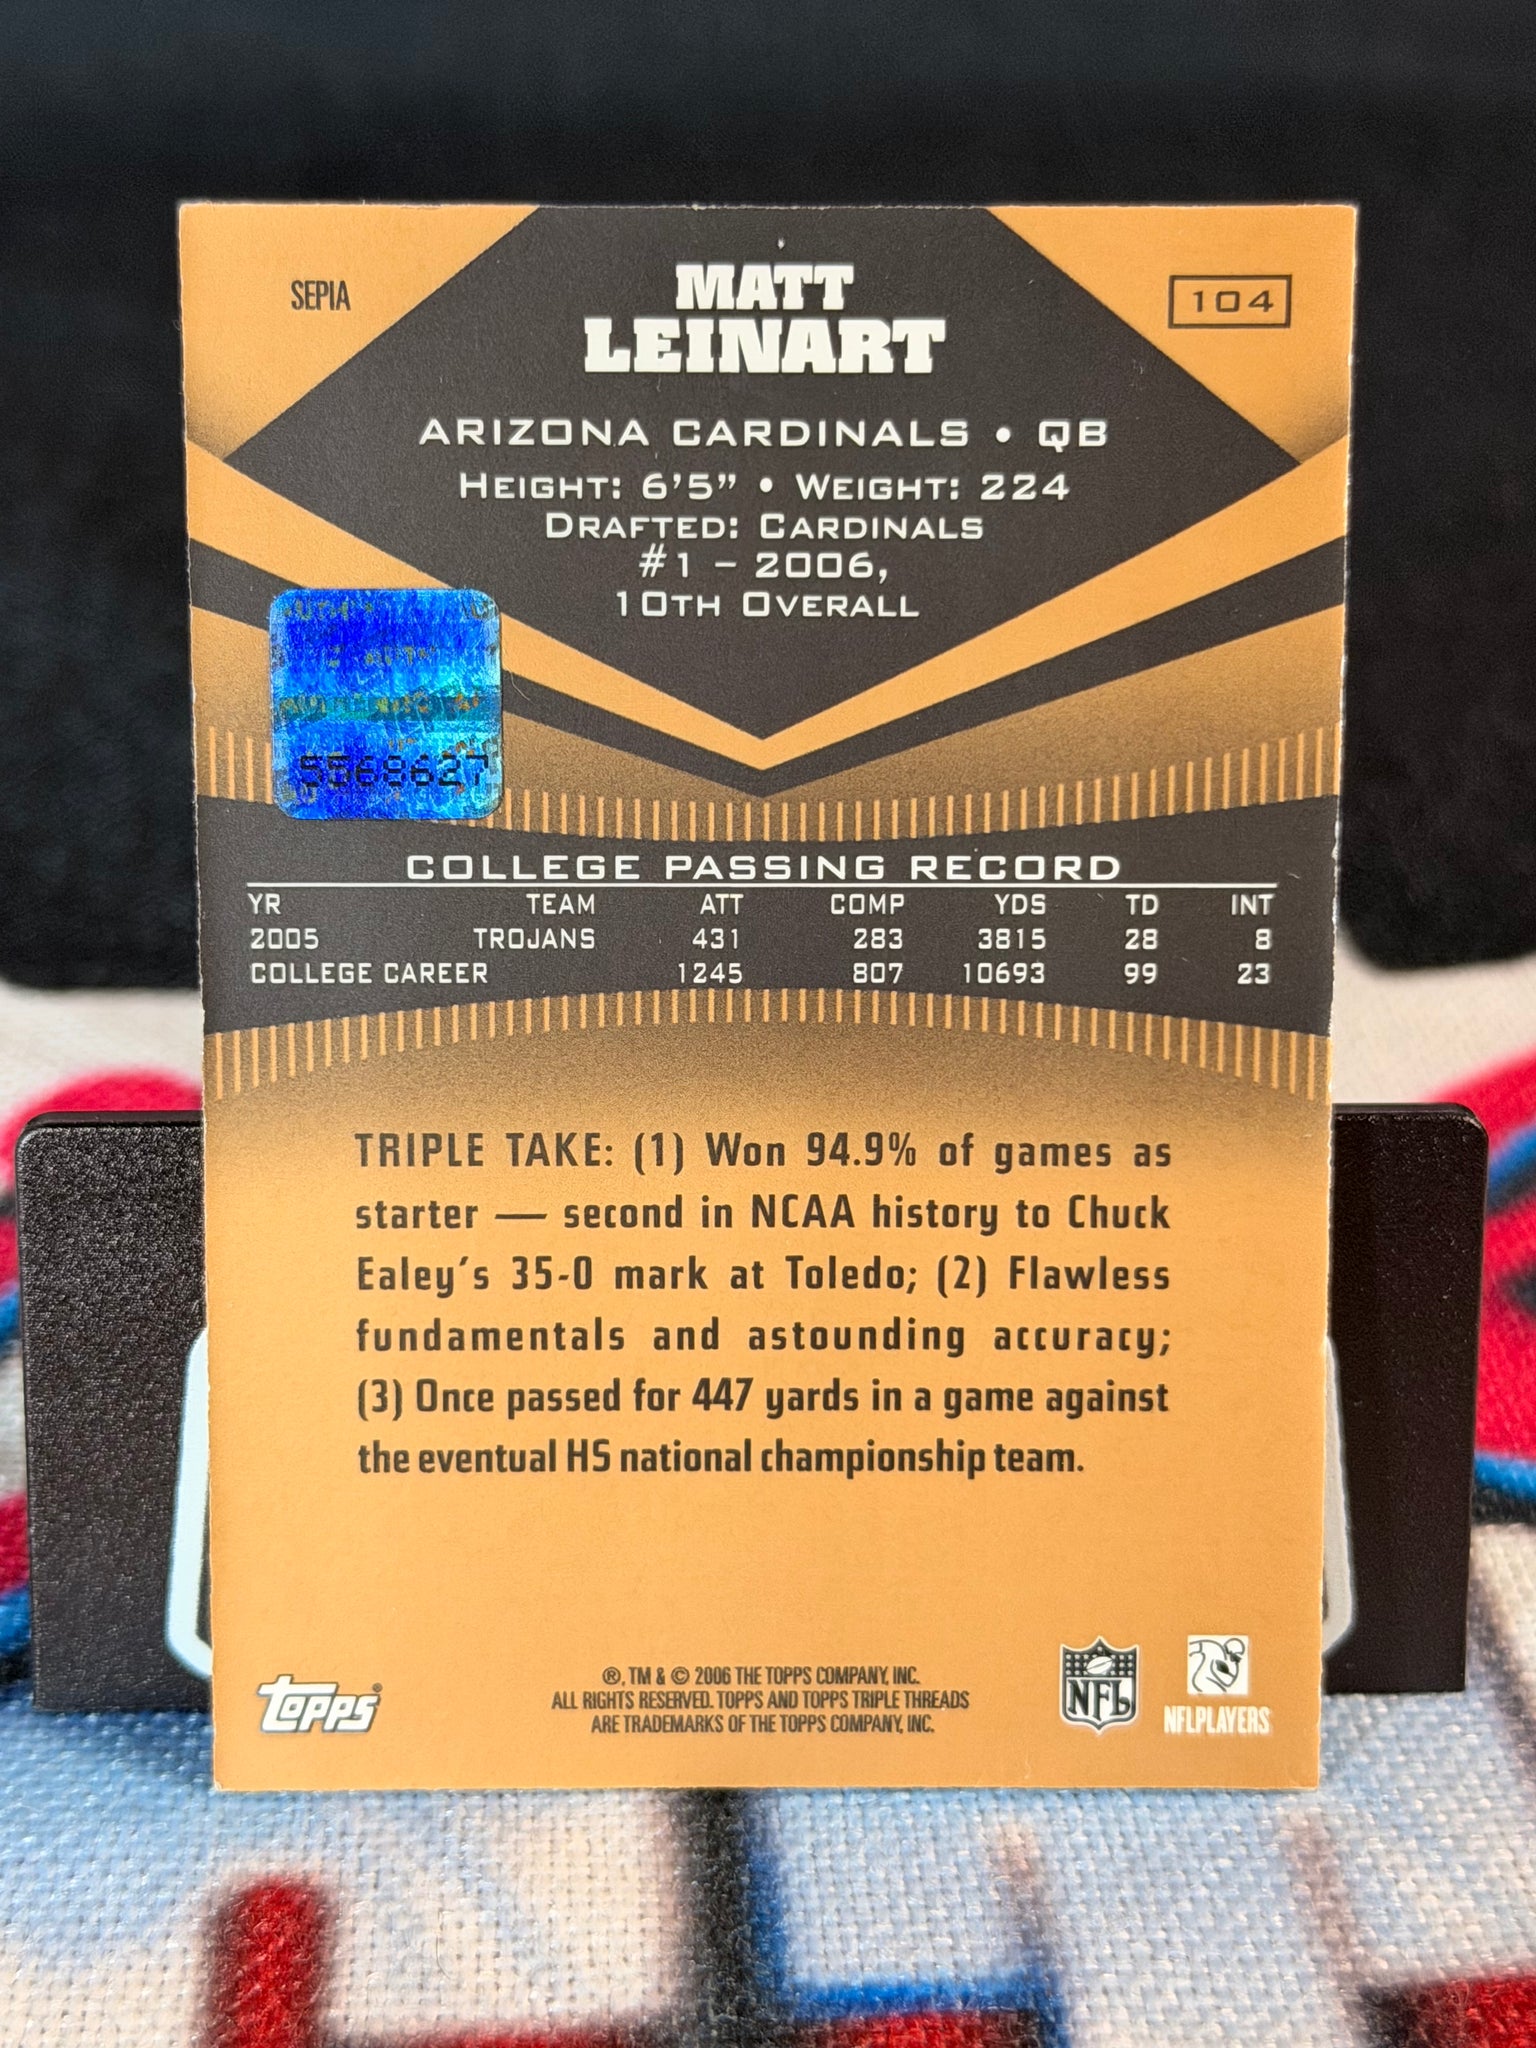 SEPIA
MATT
LEINART
104
ARIZONA CARDINALS • QB
HEIGHT: 6'5" • WEIGHT: 224
DRAFTED: CARDINALS
#1 – 2006,
10TH OVERALL
5568627
COLLEGE PASSING RECORD
YR TEAM ATT COMP YDS TD INT
2005 TROJANS 431 283 3815 28 8
COLLEGE CAREER 1245 807 10693 99 23
TRIPLE TAKE: (1) Won 94.9% of games as
starter — second in NCAA history to Chuck
Ealey's 35-0 mark at Toledo; (2) Flawless
fundamentals and astounding accuracy;
(3) Once passed for 447 yards in a game against
the eventual HS national championship team.
topps®
®, TM & © 2006 THE TOPPS COMPANY, INC.
ALL RIGHTS RESERVED. TOPPS AND TOPPS TRIPLE THREADS
ARE TRADEMARKS OF THE TOPPS COMPANY, INC.
NFL
NFLPLAYERS